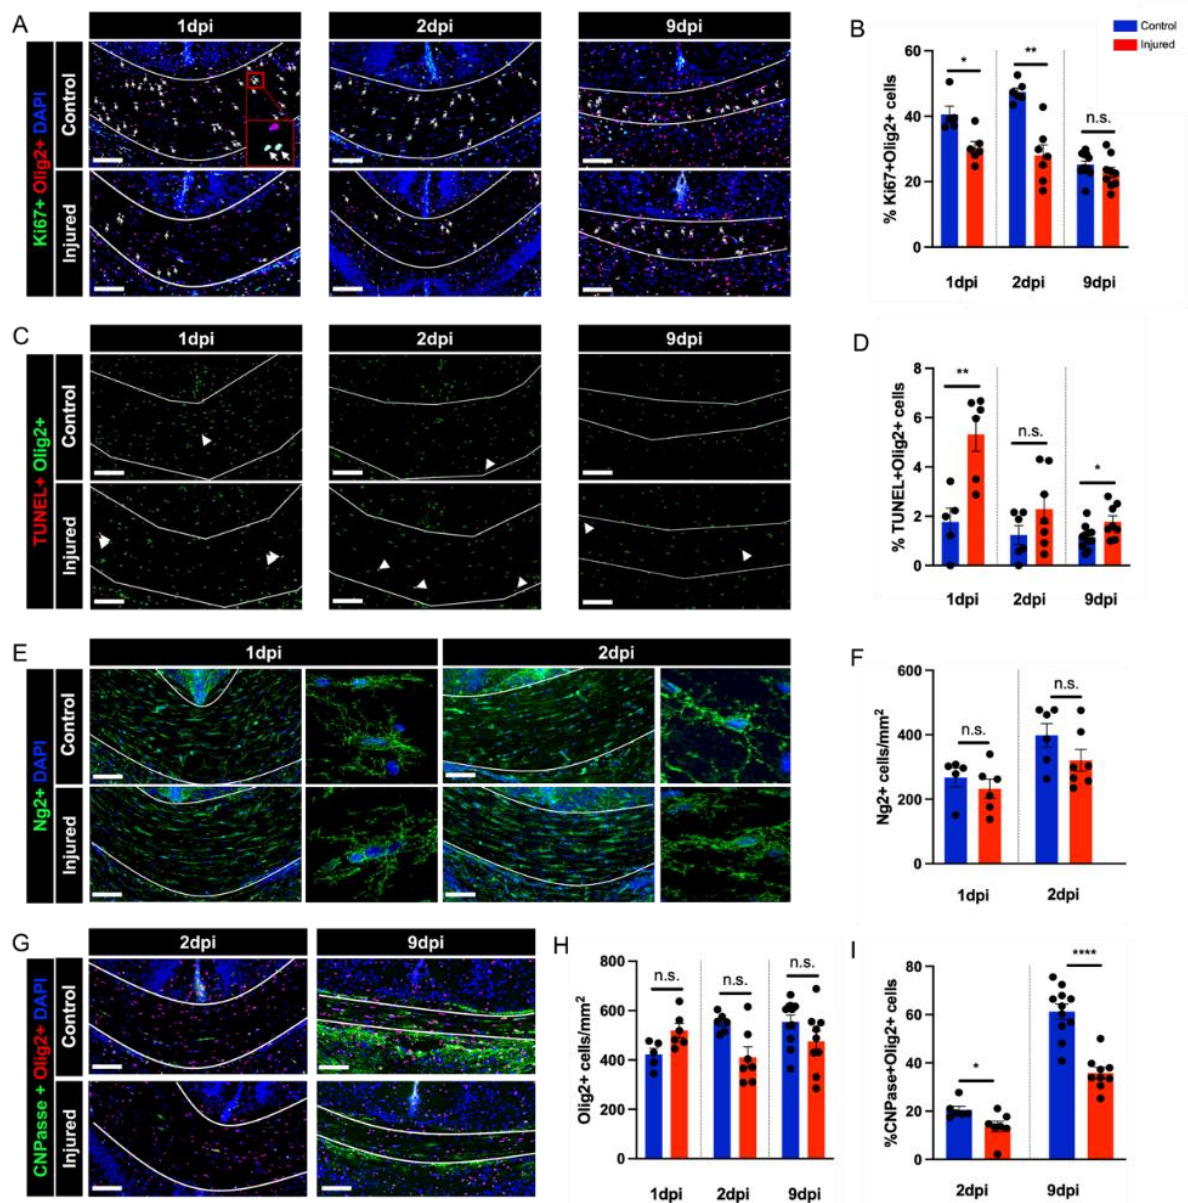 A
1dpi
2dpi
9dpi
Ki67+ Olig2+ DAPI
Control
Injured
B
Control
Injured
% Ki67+Olig2+ cells
60
40
20
0
*
**
n.s.
1dpi
2dpi
9dpi
C
1dpi
2dpi
9dpi
TUNEL+ Olig2+
Control
Injured
D
% TUNEL+Olig2+ cells
8
6
4
2
0
**
n.s.
*
1dpi
2dpi
9dpi
E
1dpi
2dpi
Ng2+ DAPI
Control
Injured
F
Ng2+ cells/mm²
600
400
200
0
n.s.
n.s.
1dpi
2dpi
G
2dpi
9dpi
CNPasse + Olig2+ DAPI
Control
Injured
H
Olig2+ cells/mm²
800
600
400
200
0
n.s.
n.s.
n.s.
1dpi
2dpi
9dpi
I
%CNPase+Olig2+ cells
80
60
40
20
0
*
****
2dpi
9dpi